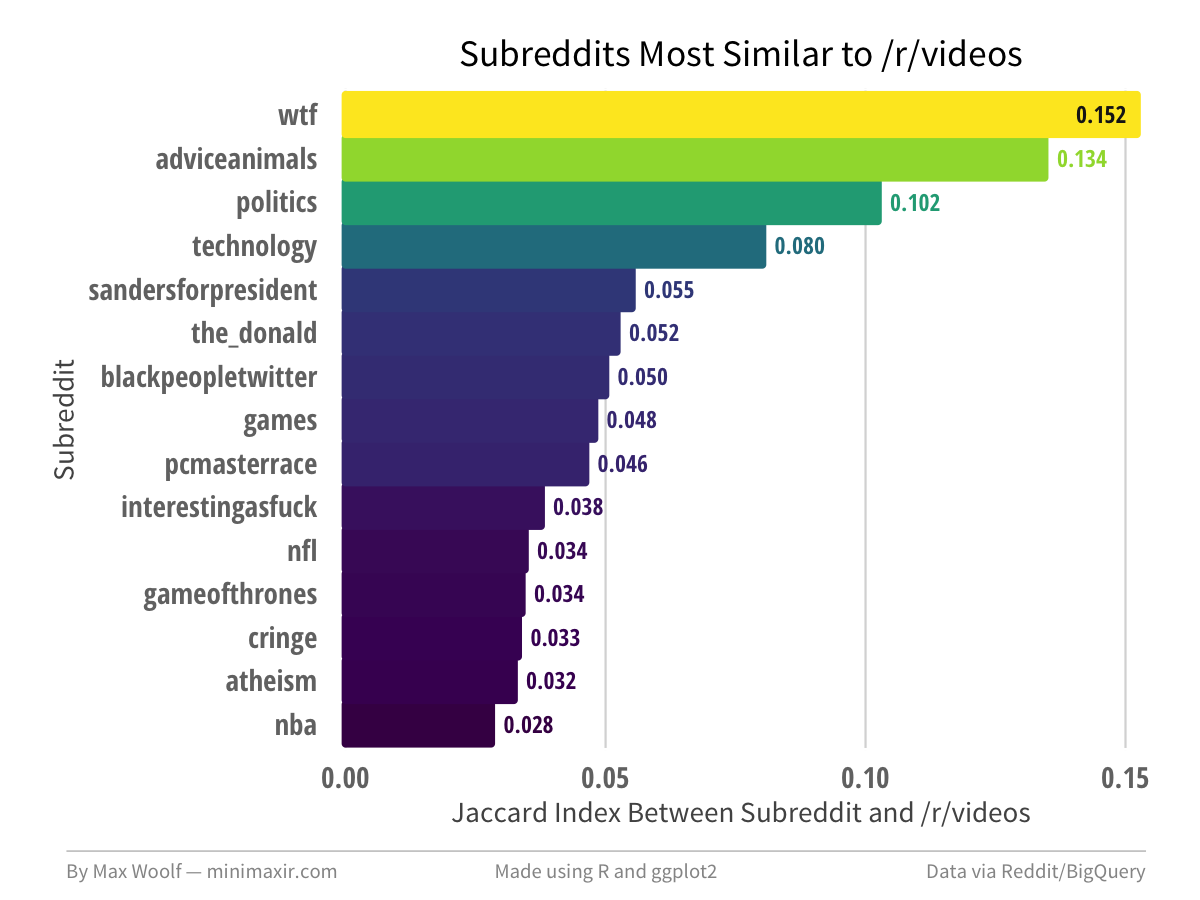 Subreddits Most Similar to /r/videos
wtf 0.152
adviceanimals 0.134
politics 0.102
technology 0.080
sandersforpresident 0.055
the_donald 0.052
blackpeopletwitter 0.050
games 0.048
pcmasterrace 0.046
interestingasfuck 0.038
nfl 0.034
gameofthrones 0.034
cringe 0.033
atheism 0.032
nba 0.028
Subreddit
0.00 0.05 0.10 0.15
Jaccard Index Between Subreddit and /r/videos
By Max Woolf — minimaxir.com Made using R and ggplot2 Data via Reddit/BigQuery